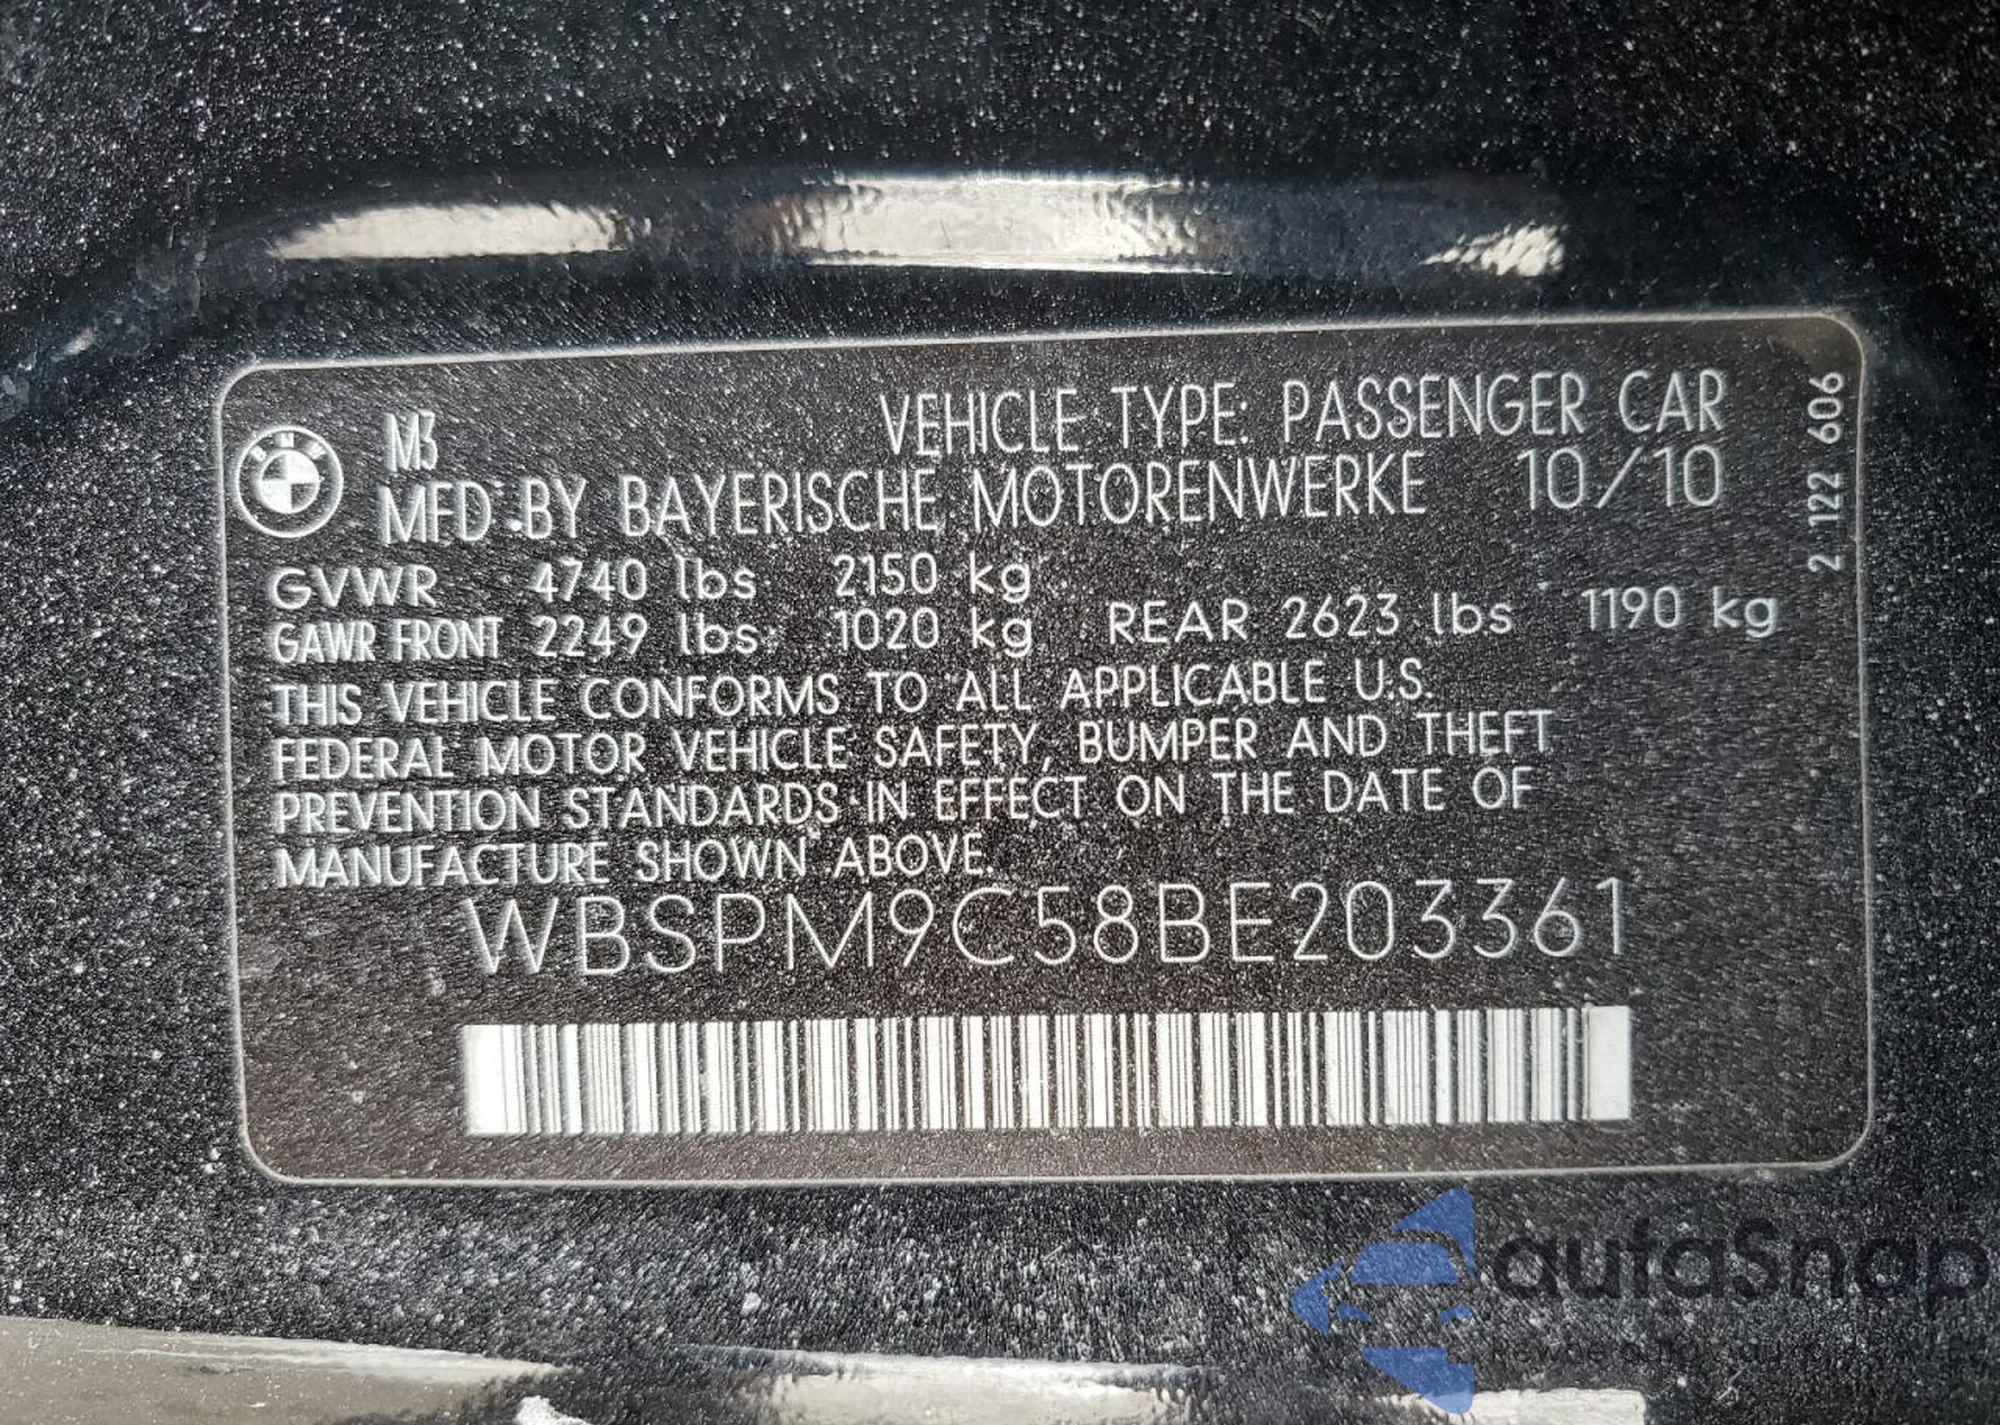 M3 VEHICLE TYPE: PASSENGER CAR
MFD BY BAYERISCHE MOTORENWERKE 10/10
GVWR 4740 lbs 2150 kg
GAWR FRONT 2249 lbs 1020 kg REAR 2623 lbs 1190 kg
THIS VEHICLE CONFORMS TO ALL APPLICABLE U.S.
FEDERAL MOTOR VEHICLE SAFETY, BUMPER AND THEFT
PREVENTION STANDARDS IN EFFECT ON THE DATE OF
MANUFACTURE SHOWN ABOVE.
WBSPM9C58BE203361
2 122 606
BMW
autaSnap